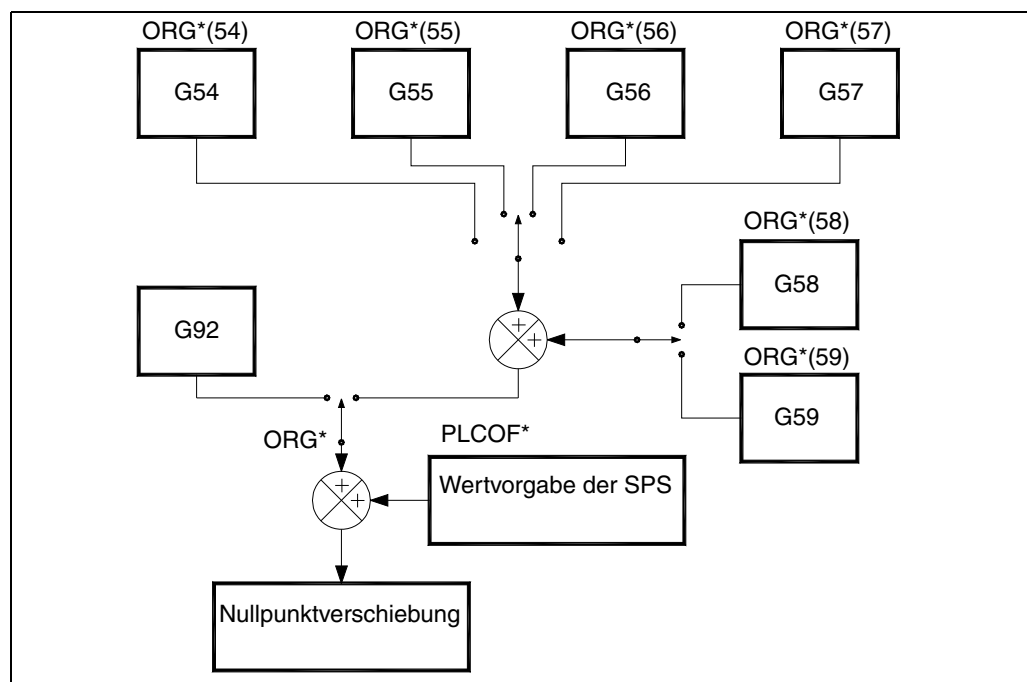 ORG*(54) ORG*(55) ORG*(56) ORG*(57)
G54 G55 G56 G57
ORG*(58)
G58
G92
+
+
ORG*(59)
G59
ORG*
PLCOF*
Wertvorgabe der SPS
+
+
Nullpunktverschiebung